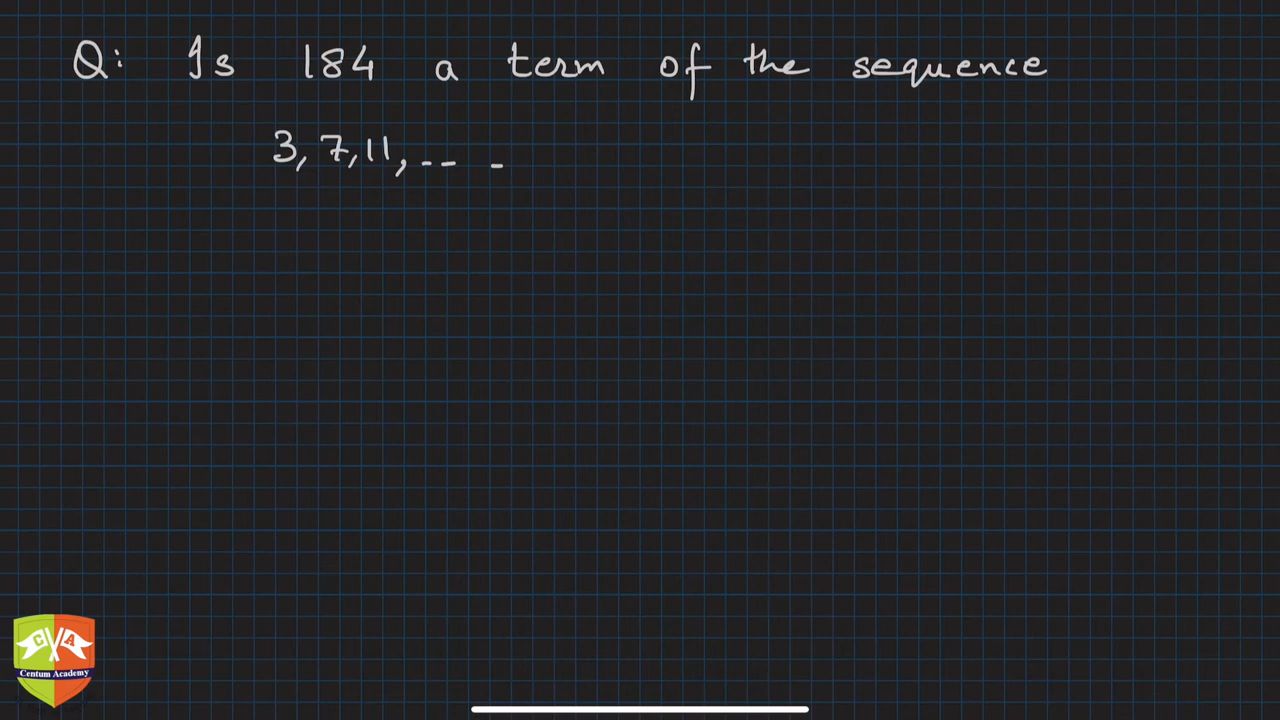 Q: Is 184 a term of the sequence
3, 7, 11, -- -
C A
Centum Academy